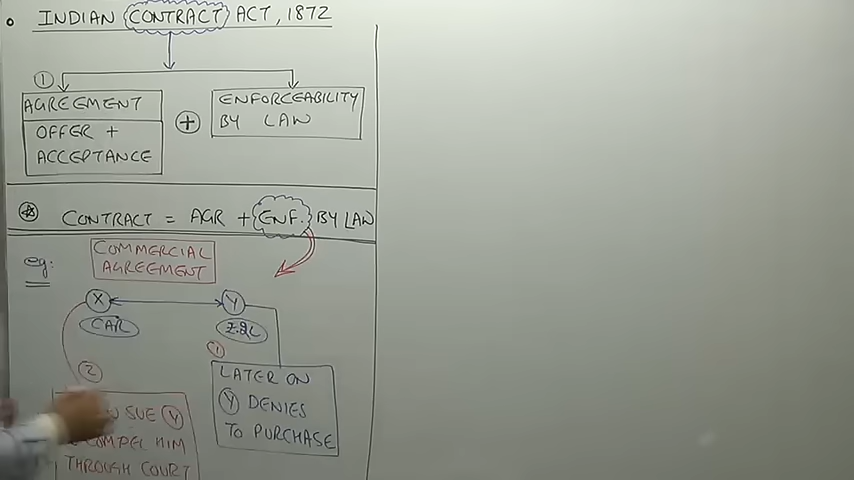 INDIAN CONTRACT ACT, 1872
1
AGREEMENT
OFFER +
ACCEPTANCE
+
ENFORCEABILITY
BY LAW
CONTRACT = AGR + ENF. BY LAW
eg:
COMMERCIAL
AGREEMENT
X Y
CAR
1
LATER ON
Y DENIES
TO PURCHASE
2
SUE Y
COMPEL HIM
THROUGH COURT